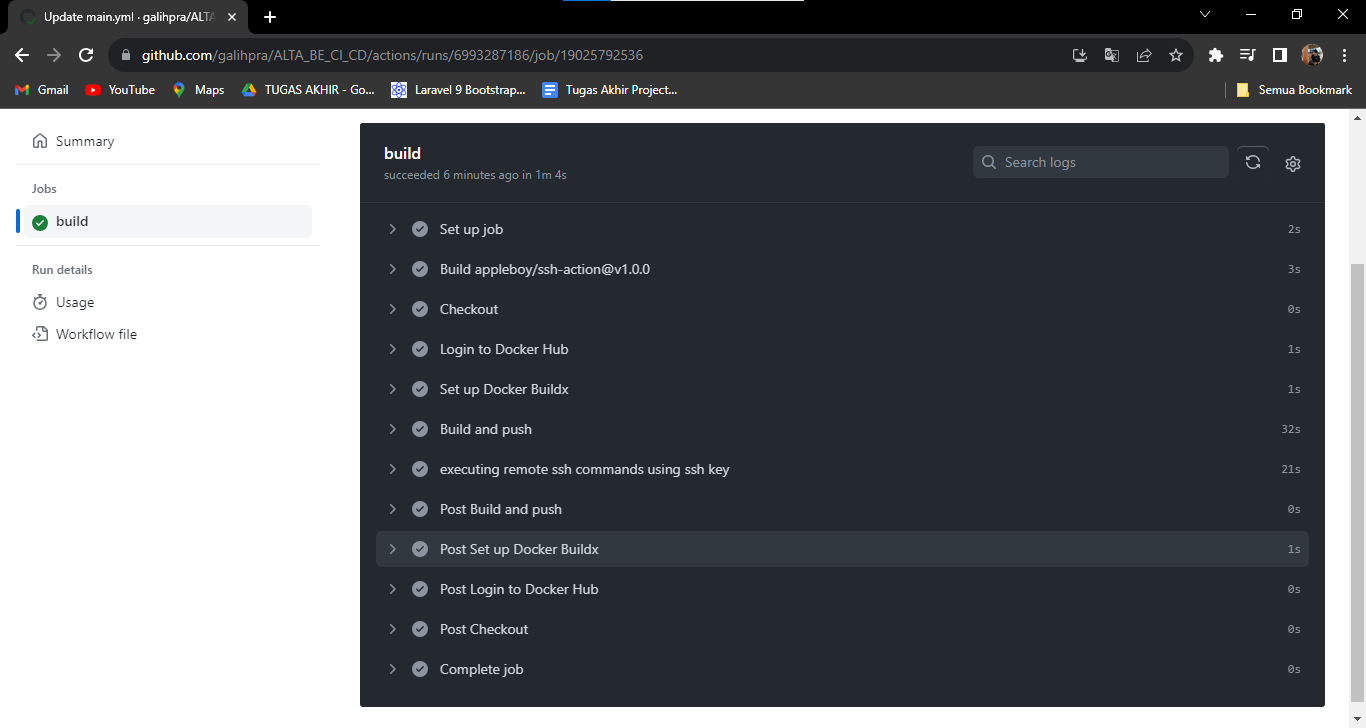 Update main.yml · galihpra/ALTA
github.com/galihpra/ALTA_BE_CI_CD/actions/runs/6993287186/job/19025792536
Gmail YouTube Maps TUGAS AKHIR - Go... Laravel 9 Bootstrap... Tugas Akhir Project... Semua Bookmark
Summary
Jobs
build
Run details
Usage
Workflow file
build
succeeded 6 minutes ago in 1m 4s
Search logs
Set up job 2s
Build appleboy/ssh-action@v1.0.0 3s
Checkout 0s
Login to Docker Hub 1s
Set up Docker Buildx 1s
Build and push 32s
executing remote ssh commands using ssh key 21s
Post Build and push 0s
Post Set up Docker Buildx 1s
Post Login to Docker Hub 0s
Post Checkout 0s
Complete job 0s